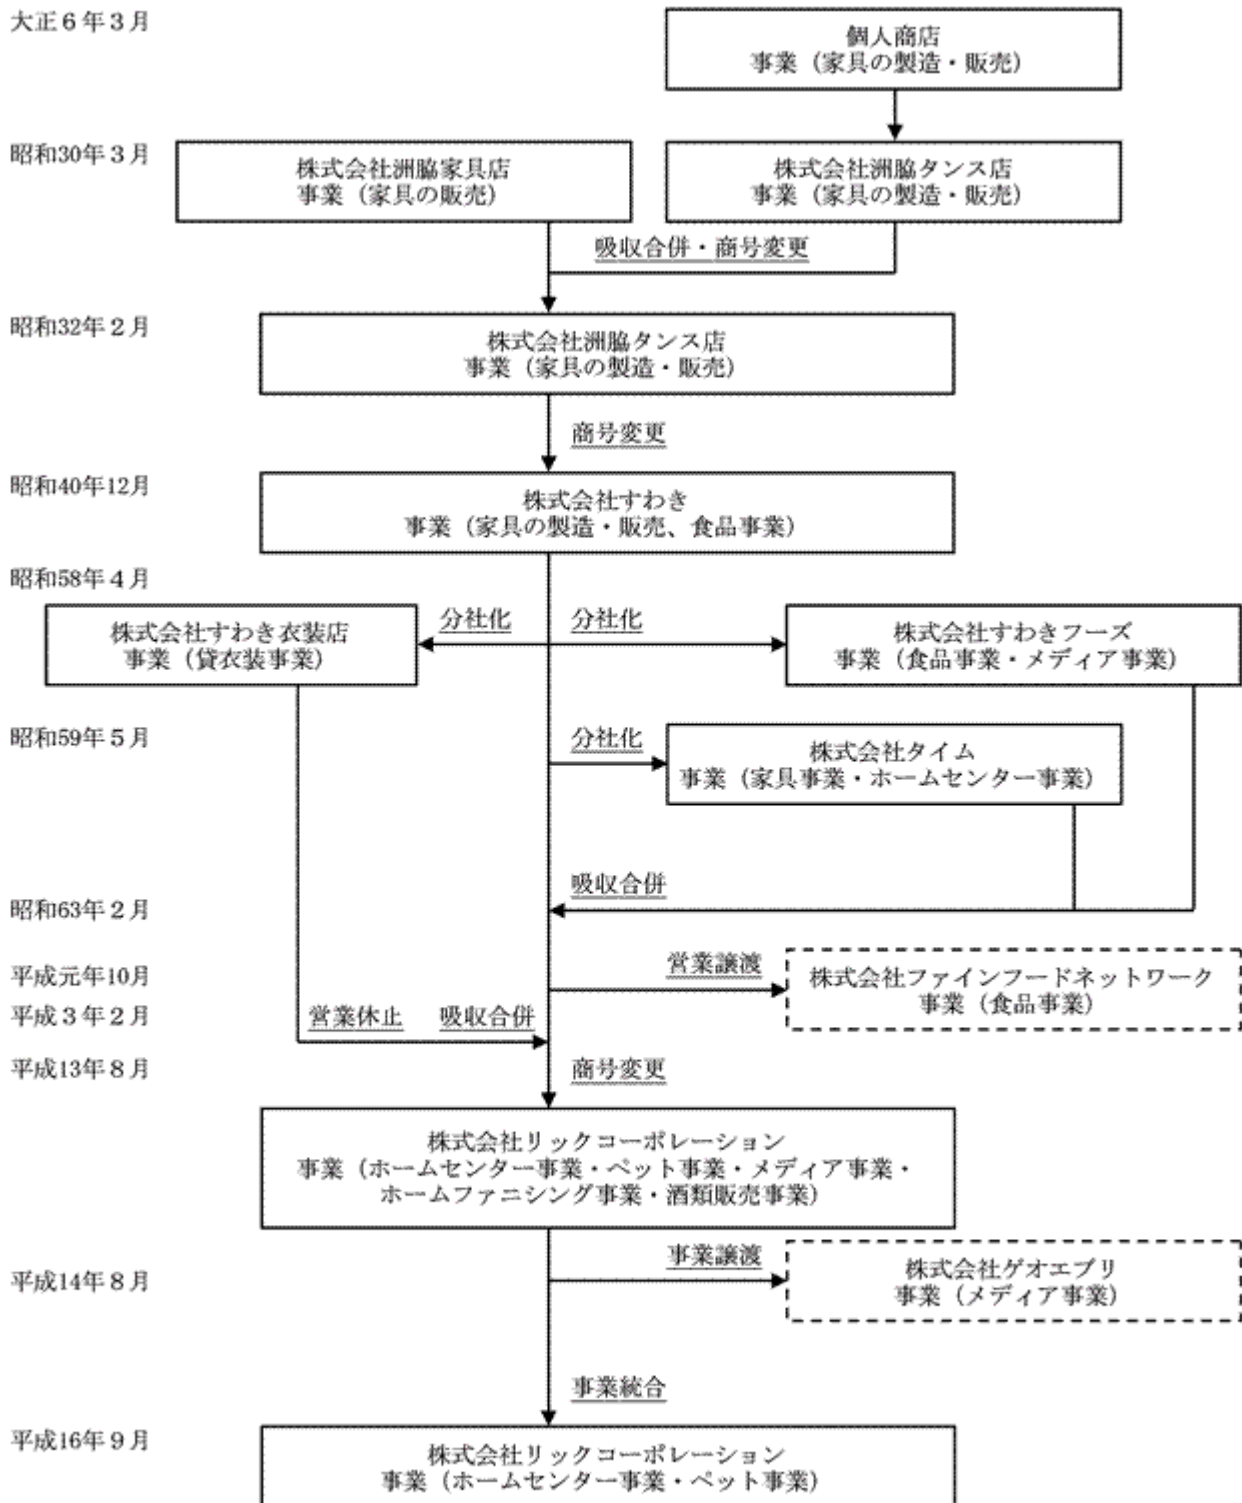 大正６年３月
個人商店
事業（家具の製造・販売）
昭和30年３月
株式会社洲脇家具店
事業（家具の販売）
株式会社洲脇タンス店
事業（家具の製造・販売）
吸収合併・商号変更
昭和32年２月
株式会社洲脇タンス店
事業（家具の製造・販売）
商号変更
昭和40年12月
株式会社すわき
事業（家具の製造・販売、食品事業）
昭和58年４月
株式会社すわき衣装店
事業（貸衣装事業）
分社化
分社化
株式会社すわきフーズ
事業（食品事業・メディア事業）
昭和59年５月
分社化
株式会社タイム
事業（家具事業・ホームセンター事業）
吸収合併
昭和63年２月
平成元年10月
営業譲渡
株式会社ファインフードネットワーク
事業（食品事業）
平成３年２月
営業休止
吸収合併
平成13年８月
商号変更
株式会社リックコーポレーション
事業（ホームセンター事業・ペット事業・メディア事業・
ホームファニシング事業・酒類販売事業）
平成14年８月
事業譲渡
株式会社ゲオエブリ
事業（メディア事業）
事業統合
平成16年９月
株式会社リックコーポレーション
事業（ホームセンター事業・ペット事業）